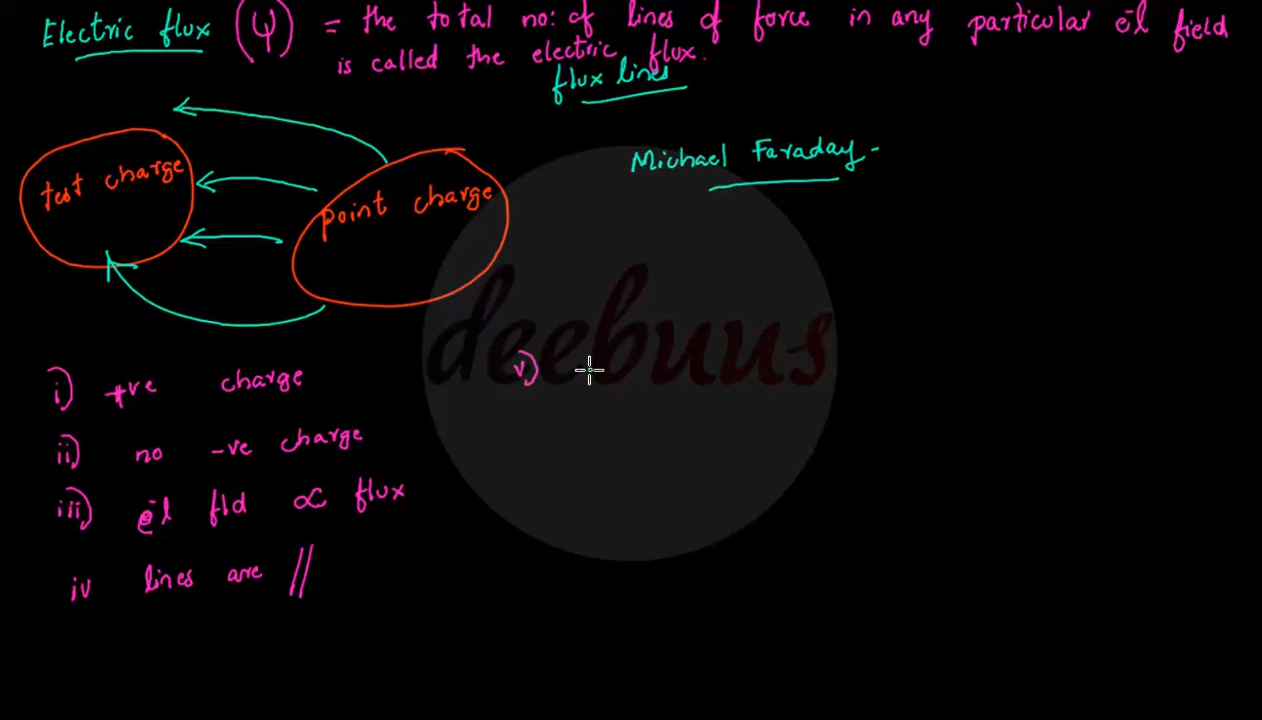 Electric flux (ψ) = the total no: of lines of force in any particular ēl field
is called the electric flux.
flux lines
Michael Faraday -
test charge
point charge
deebuus
i) +ve charge
ii) no -ve charge
iii) ēl fld ∝ flux
iv lines are //
v)